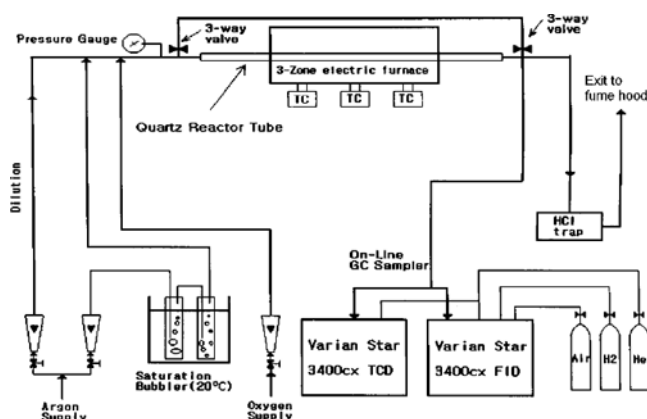 3-way
valve
3-way
valve
Pressure Gauge
3-Zone electric furnace
TC
TC
TC
Quartz Reactor Tube
Exit to
fume hood
Dilution
HCl
trap
On-Line
GC Sampler
Varian Star
3400cx TCD
Varian Star
3400cx FID
Air
H2
He
Saturation
Bubbler(20°C)
Argon
Supply
Oxygen
Supply